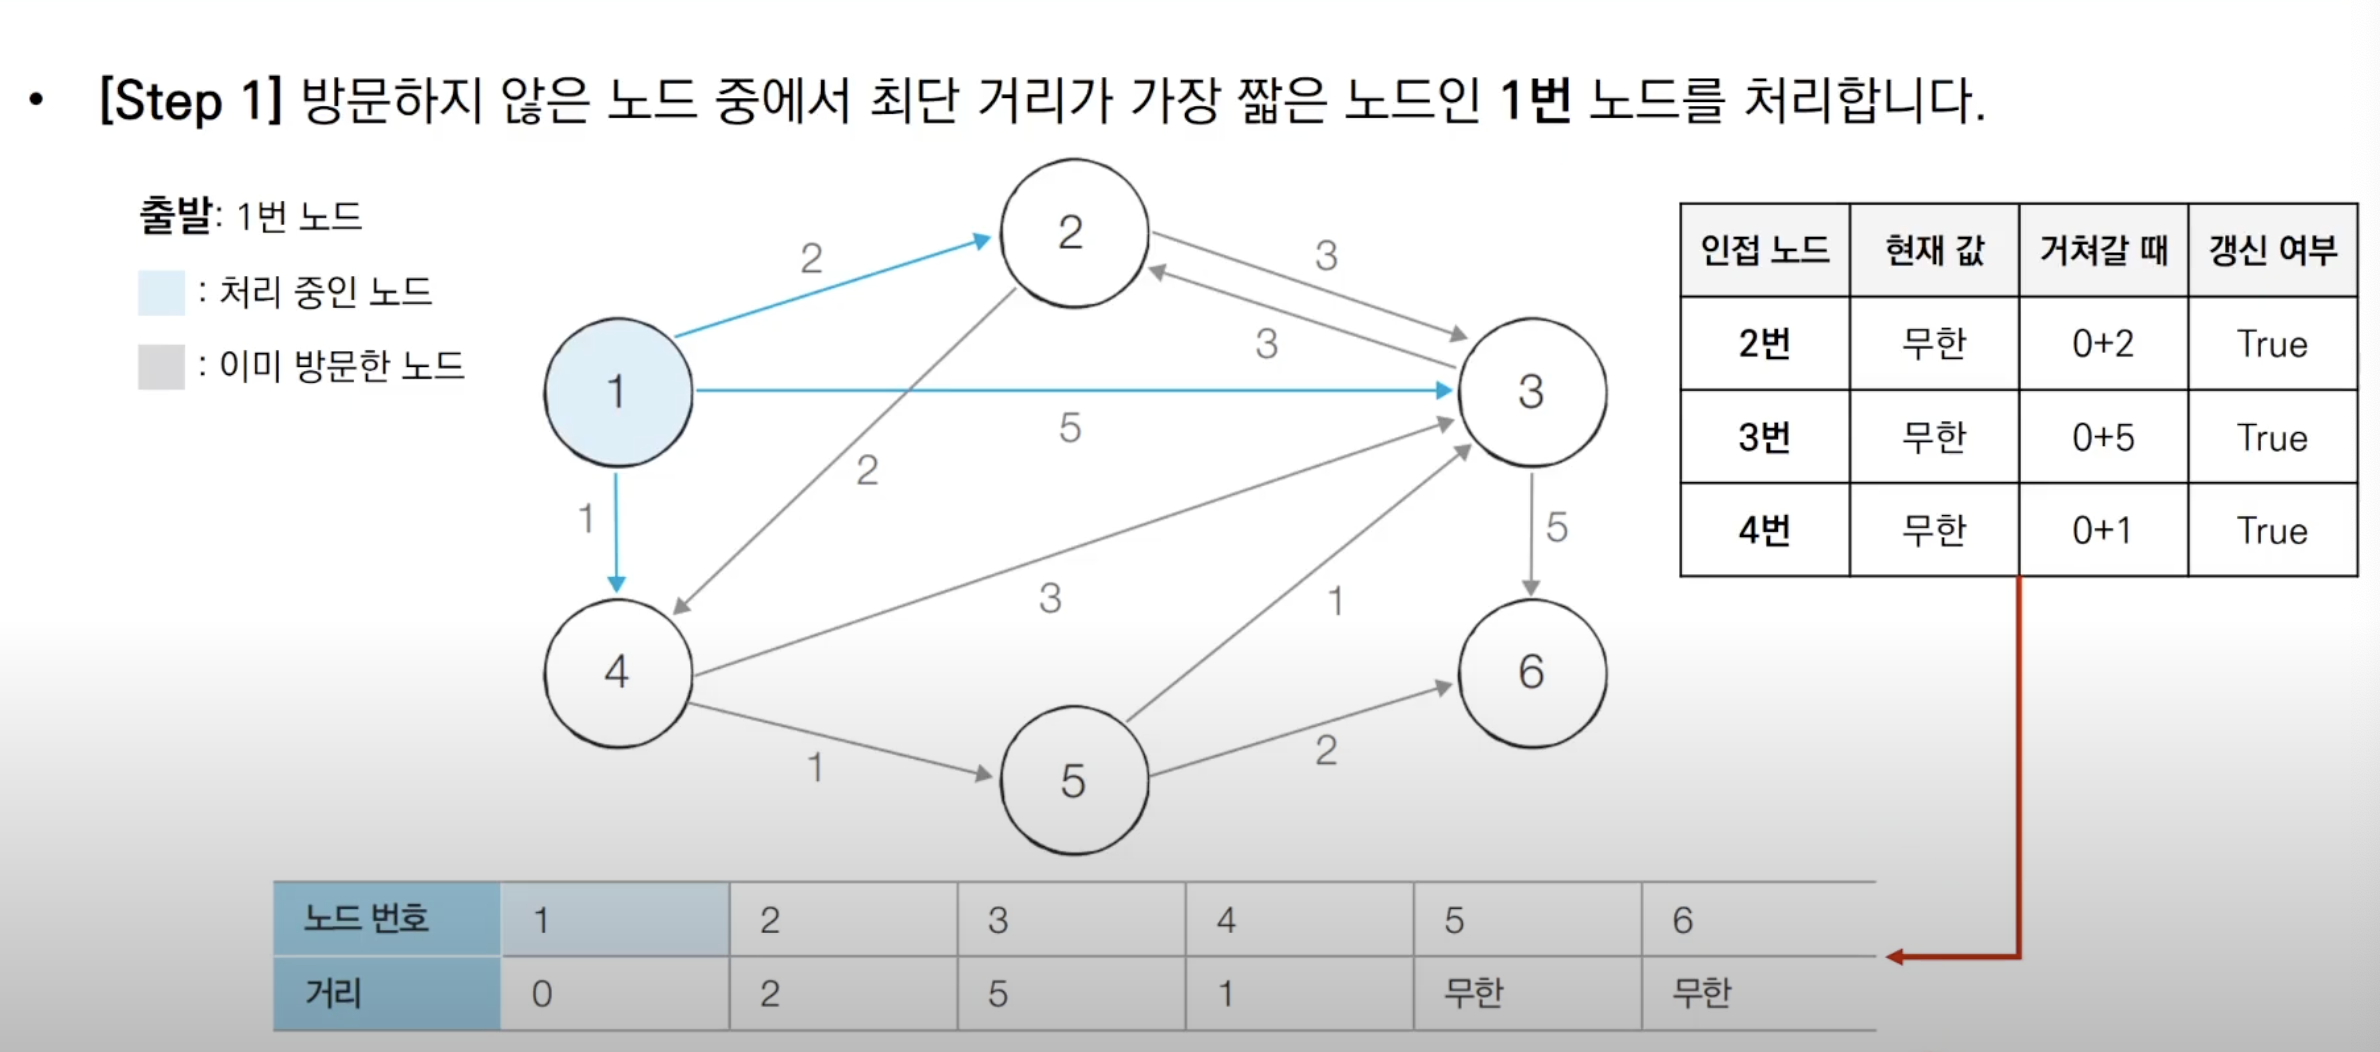 • [Step 1] 방문하지 않은 노드 중에서 최단 거리가 가장 짧은 노드인 1번 노드를 처리합니다.
출발: 1번 노드
: 처리 중인 노드
: 이미 방문한 노드
2
2
3
3
1
3
5
2
1
5
3
1
4
6
1
2
5
인접 노드 현재 값 거쳐갈 때 갱신 여부
2번 무한 0+2 True
3번 무한 0+5 True
4번 무한 0+1 True
노드 번호 1 2 3 4 5 6
거리 0 2 5 1 무한 무한